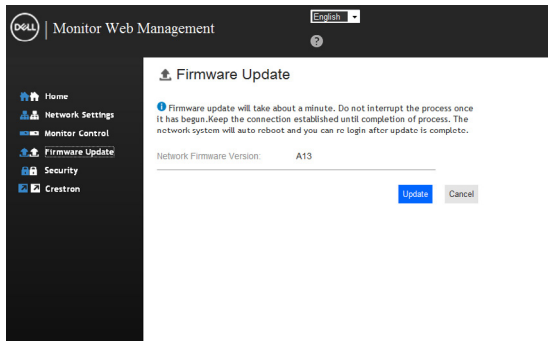 DELL
Monitor Web Management
English
?
Home
Network Settings
Monitor Control
Firmware Update
Security
Crestron
Firmware Update
Firmware update will take about a minute. Do not interrupt the process once
it has begun.Keep the connection established until completion of process. The
network system will auto reboot and you can re login after update is complete.
Network Firmware Version: A13
Update Cancel